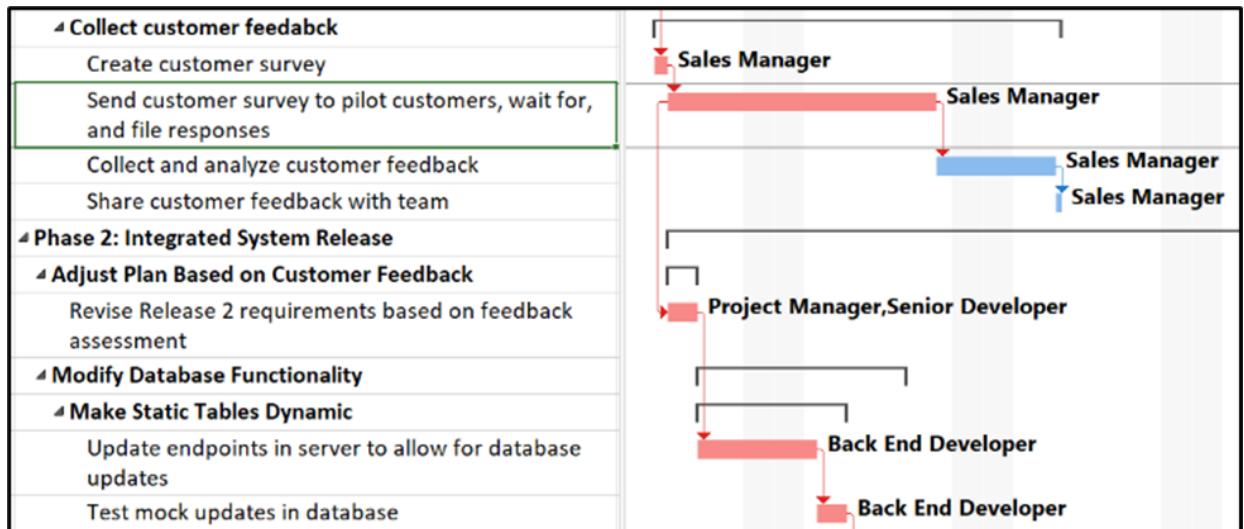 Collect customer feedabck
Create customer survey
Sales Manager
Send customer survey to pilot customers, wait for,
and file responses
Sales Manager
Collect and analyze customer feedback
Sales Manager
Share customer feedback with team
Sales Manager
Phase 2: Integrated System Release
Adjust Plan Based on Customer Feedback
Revise Release 2 requirements based on feedback
assessment
Project Manager,Senior Developer
Modify Database Functionality
Make Static Tables Dynamic
Update endpoints in server to allow for database
updates
Back End Developer
Test mock updates in database
Back End Developer